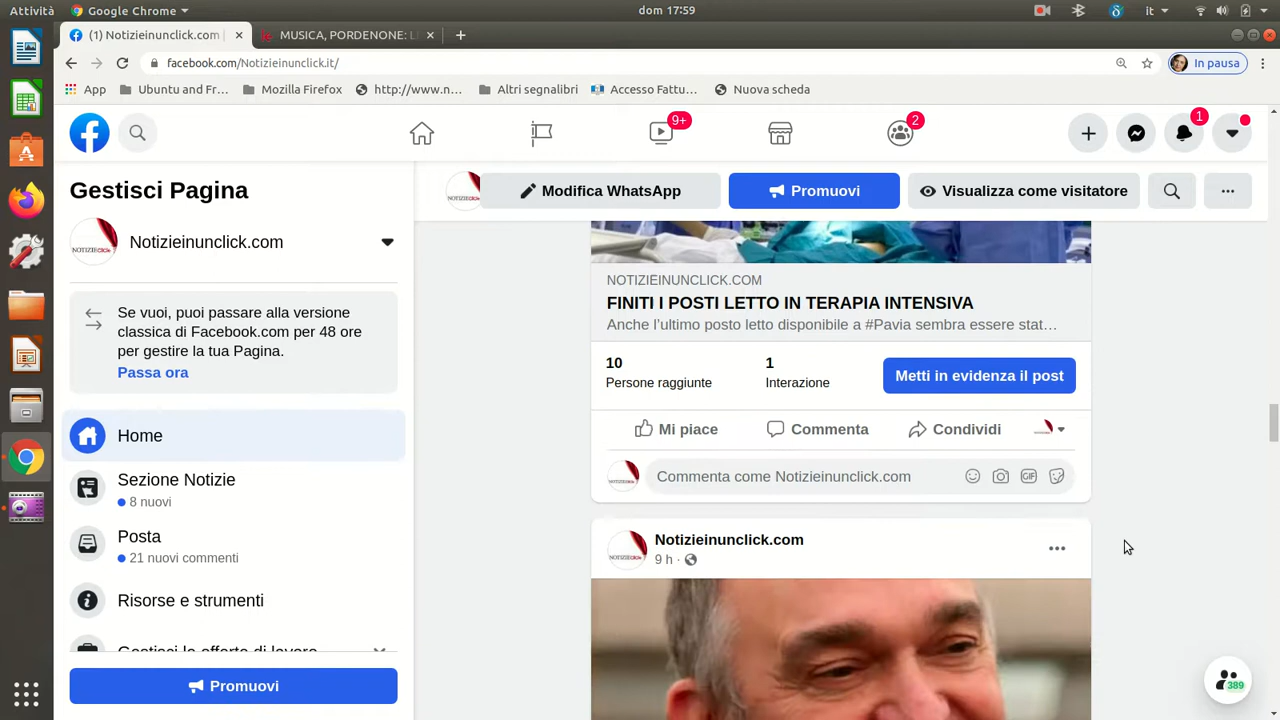 Attività
Google Chrome
dom 17:59
it
(1) Notizieinunclick.com
MUSICA, PORDENONE: L
facebook.com/Notizieinunclick.it/
In pausa
App
Ubuntu and Fr...
Mozilla Firefox
http://www.n...
Altri segnalibri
Accesso Fattu...
Nuova scheda
9+
2
1
Gestisci Pagina
Modifica WhatsApp
Promuovi
Visualizza come visitatore
Notizieinunclick.com
Se vuoi, puoi passare alla versione
classica di Facebook.com per 48 ore
per gestire la tua Pagina.
Passa ora
Home
Sezione Notizie
8 nuovi
Posta
21 nuovi commenti
Risorse e strumenti
Gestisci le offerte di lavoro
Promuovi
NOTIZIEINUNCLICK.COM
FINITI I POSTI LETTO IN TERAPIA INTENSIVA
Anche l'ultimo posto letto disponibile a #Pavia sembra essere stat...
10
Persone raggiunte
1
Interazione
Metti in evidenza il post
Mi piace
Commenta
Condividi
Commenta come Notizieinunclick.com
GIF
Notizieinunclick.com
9 h ·
389